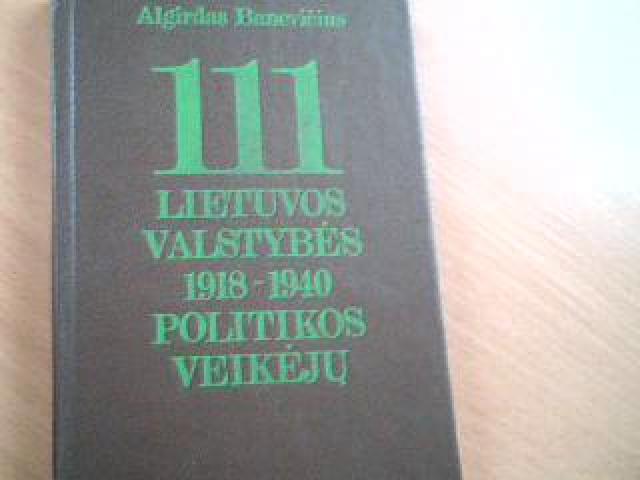 Algirdas Banevičius
111
LIETUVOS
VALSTYBĖS
1918-1940
POLITIKOS
VEIKĖJŲ